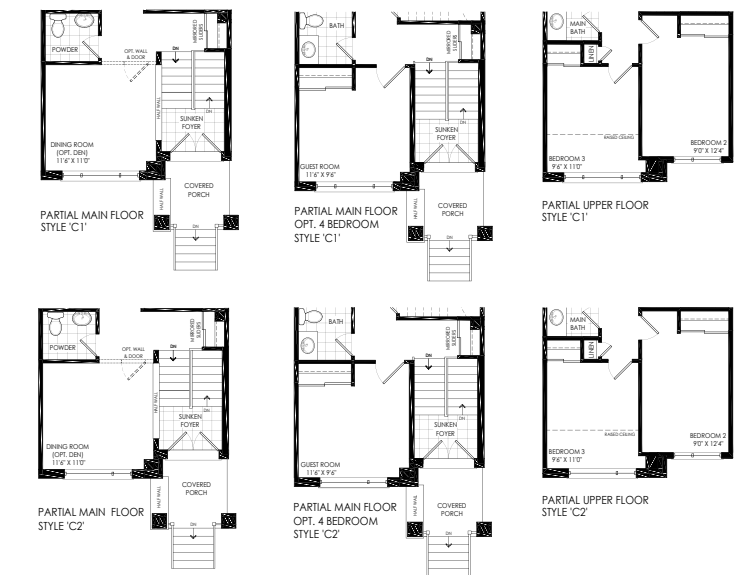 POWDER
OPT. WALL
& DOOR
MIRRORED
SLIDERS
DN
HALF WALL
DN
SUNKEN
FOYER
DINING ROOM
(OPT. DEN)
11'6" X 11'0"
COVERED
PORCH
HALF WALL
DN
PARTIAL MAIN FLOOR
STYLE 'C1'
BATH
MIRRORED
SLIDERS
DN
DN
SUNKEN
FOYER
GUEST ROOM
11'6" X 9'6"
HALF WALL
COVERED
PORCH
DN
PARTIAL MAIN FLOOR
OPT. 4 BEDROOM
STYLE 'C1'
MAIN
BATH
LINEN
RAISED CEILING
BEDROOM 3
9'6" X 11'0"
BEDROOM 2
9'0" X 12'4"
PARTIAL UPPER FLOOR
STYLE 'C1'
POWDER
OPT. WALL
& DOOR
MIRRORED
SLIDERS
DN
HALF WALL
DN
SUNKEN
FOYER
DINING ROOM
(OPT. DEN)
11'6" X 11'0"
COVERED
PORCH
HALF WALL
DN
PARTIAL MAIN FLOOR
STYLE 'C2'
BATH
MIRRORED
SLIDERS
DN
DN
SUNKEN
FOYER
GUEST ROOM
11'6" X 9'6"
HALF WALL
COVERED
PORCH
DN
PARTIAL MAIN FLOOR
OPT. 4 BEDROOM
STYLE 'C2'
MAIN
BATH
LINEN
RAISED CEILING
BEDROOM 3
9'6" X 11'0"
BEDROOM 2
9'0" X 12'4"
PARTIAL UPPER FLOOR
STYLE 'C2'